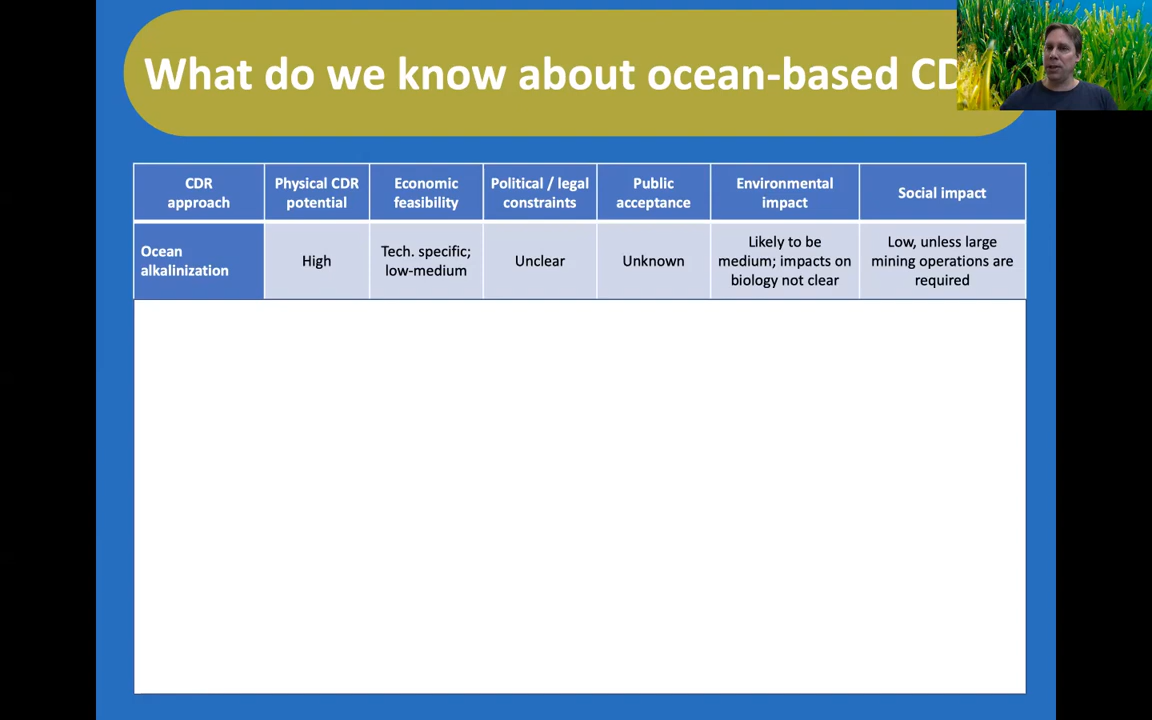 What do we know about ocean-based CD
CDR approach
Physical CDR potential
Economic feasibility
Political / legal constraints
Public acceptance
Environmental impact
Social impact
Ocean alkalinization
High
Tech. specific; low-medium
Unclear
Unknown
Likely to be medium; impacts on biology not clear
Low, unless large mining operations are required